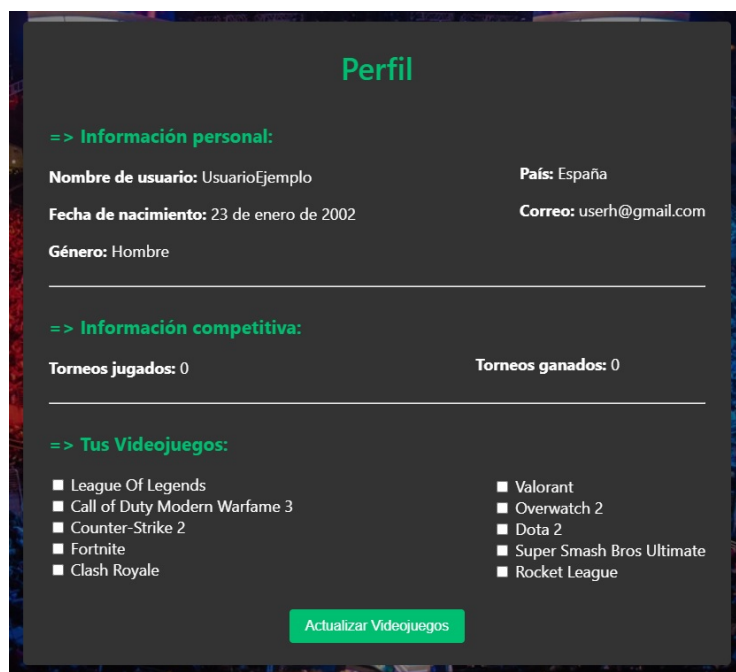 Perfil
=> Información personal:
Nombre de usuario: UsuarioEjemplo
País: España
Fecha de nacimiento: 23 de enero de 2002
Correo: userh@gmail.com
Género: Hombre
=> Información competitiva:
Torneos jugados: 0
Torneos ganados: 0
=> Tus Videojuegos:
League Of Legends
Call of Duty Modern Warfame 3
Counter-Strike 2
Fortnite
Clash Royale
Valorant
Overwatch 2
Dota 2
Super Smash Bros Ultimate
Rocket League
Actualizar Videojuegos